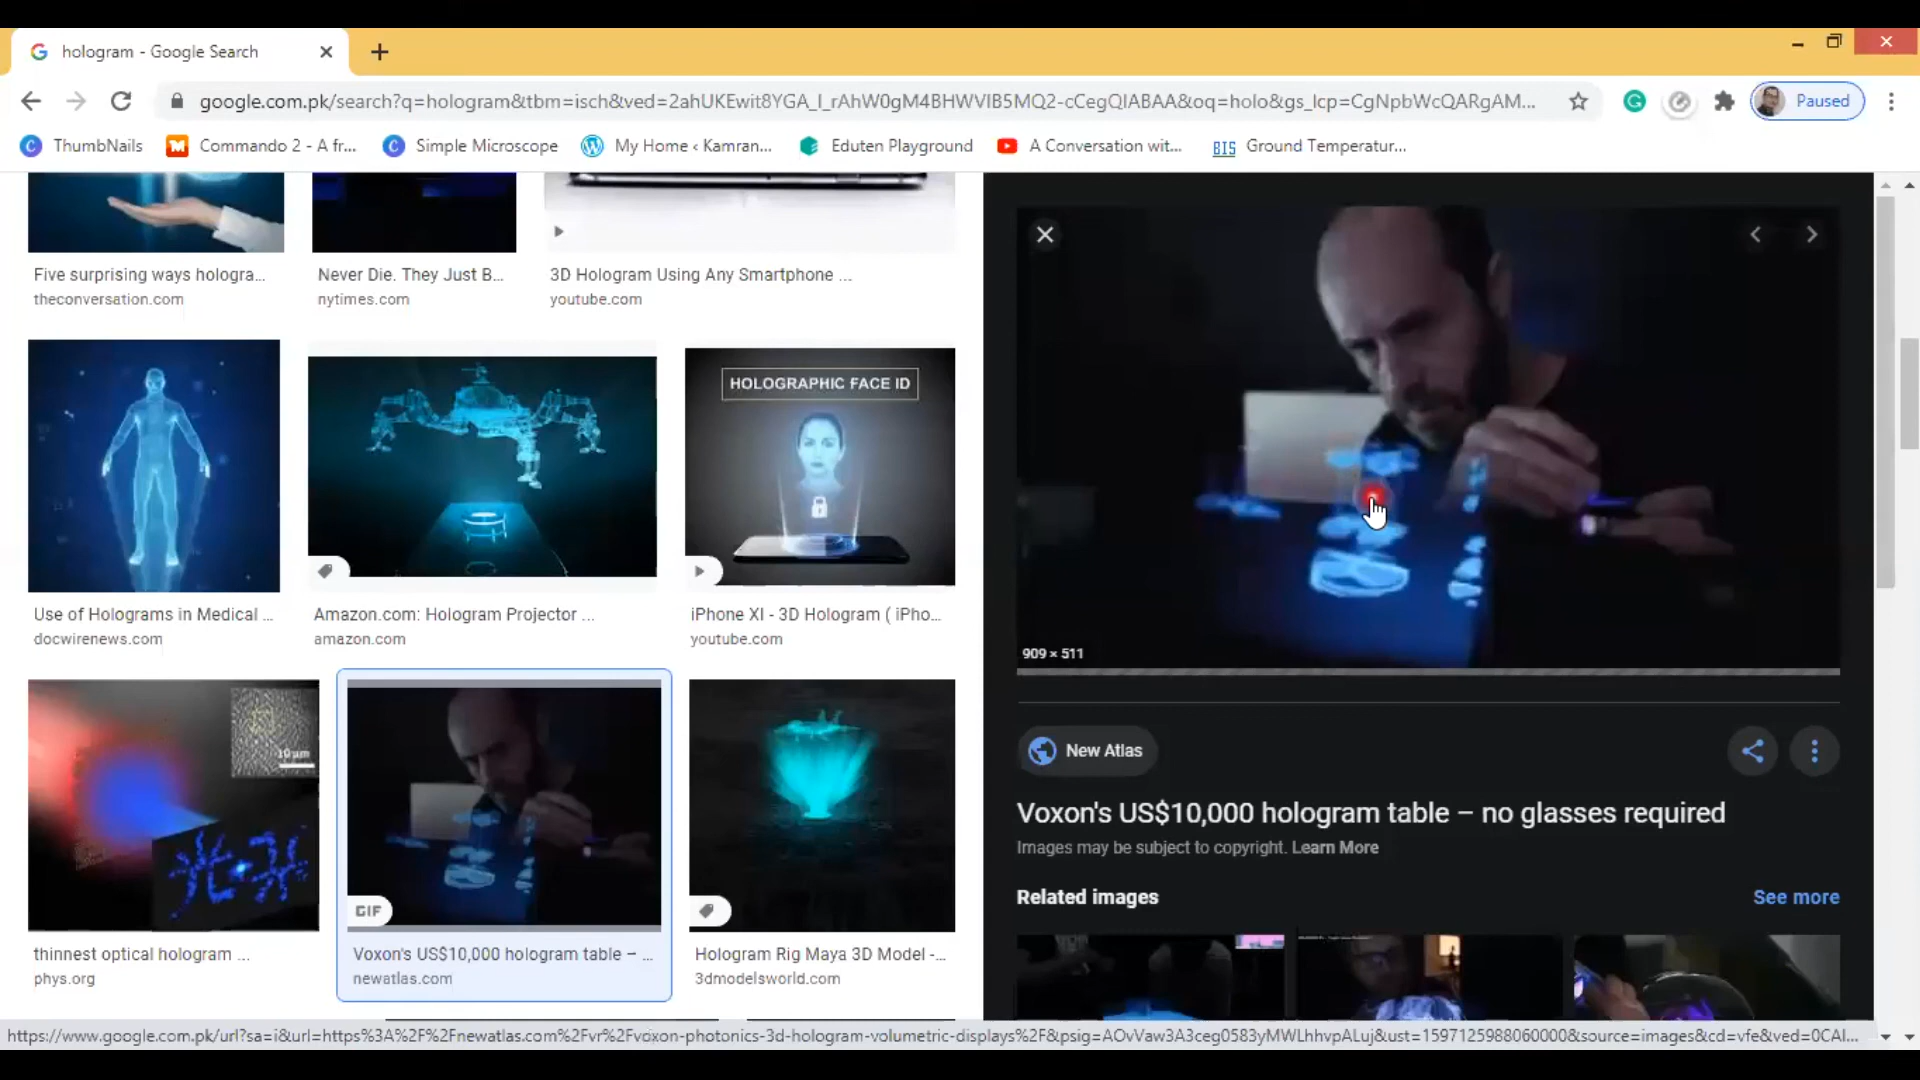 hologram - Google Search
google.com.pk/search?q=hologram&tbm=isch&ved=2ahUKEwit8YGA_l_rAhW0gM4BHWVIB5MQ2-cCegQIABAA&oq=holo&gs_lcp=CgNpbWcQARgAM...
Paused
ThumbNails
Commando 2 - A fr...
Simple Microscope
My Home ‹ Kamran...
Eduten Playground
A Conversation wit...
BIS
Ground Temperatur...
Five surprising ways hologra...
theconversation.com
Never Die. They Just B...
nytimes.com
3D Hologram Using Any Smartphone ...
youtube.com
HOLOGRAPHIC FACE ID
Use of Holograms in Medical ...
docwirenews.com
Amazon.com: Hologram Projector ...
amazon.com
iPhone XI - 3D Hologram ( iPho...
youtube.com
10 μm
thinnest optical hologram ...
phys.org
GIF
Voxon's US$10,000 hologram table – ...
newatlas.com
Hologram Rig Maya 3D Model -...
3dmodelsworld.com
909 × 511
New Atlas
Voxon's US$10,000 hologram table – no glasses required
Images may be subject to copyright. Learn More
Related images
See more
https://www.google.com.pk/url?sa=i&url=https%3A%2F%2Fnewatlas.com%2Fvr%2Fvoxon-photonics-3d-hologram-volumetric-displays%2F&psig=AOvVaw3A3ceg0583yMWLhhvpALuj&ust=1597125988060000&source=images&cd=vfe&ved=0CAI...